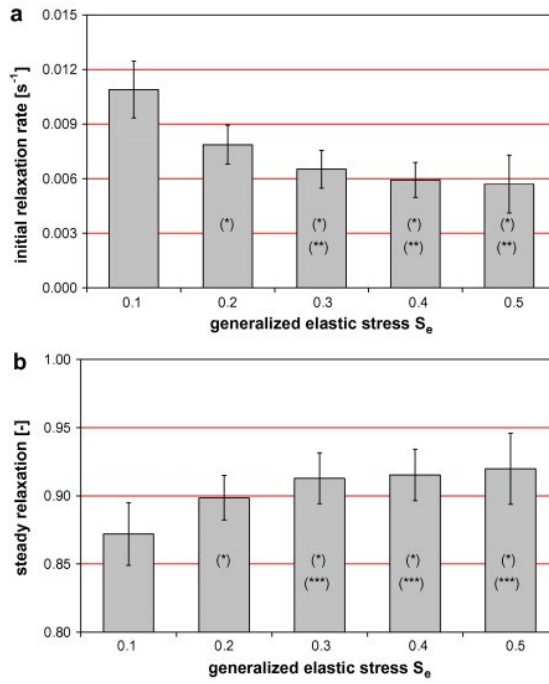 a
initial relaxation rate [s⁻¹]
0.015
0.012
0.009
0.006
0.003
0.000
(*) (*) (*) (*)
(**) (**) (**)
0.1 0.2 0.3 0.4 0.5
generalized elastic stress Sₑ
b
steady relaxation [-]
1.00
0.95
0.90
0.85
0.80
(*) (*) (*) (*)
(***) (***) (***)
0.1 0.2 0.3 0.4 0.5
generalized elastic stress Sₑ